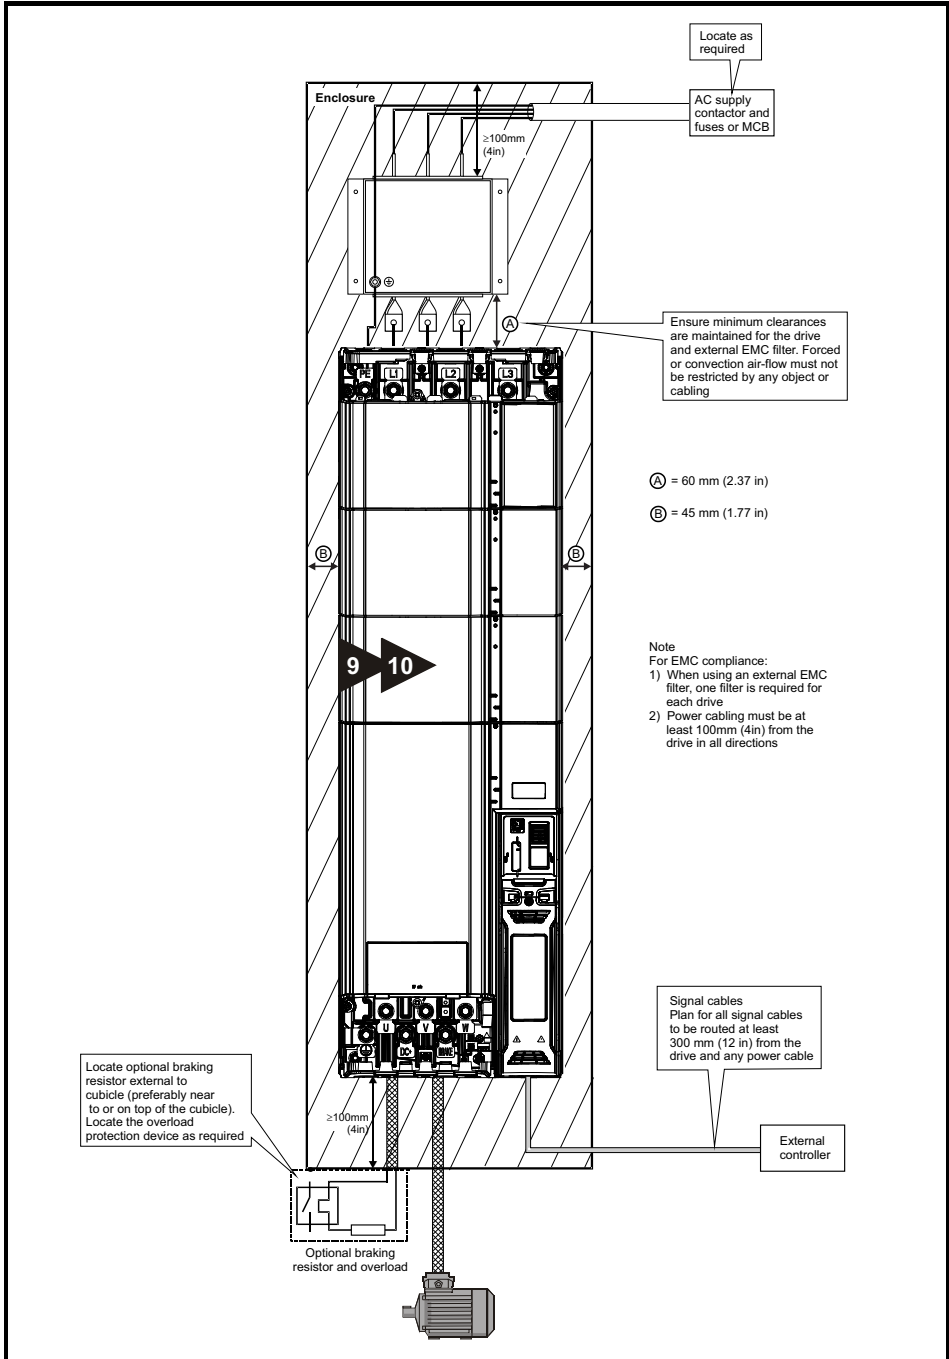 Locate as
required
Enclosure
AC supply
contactor and
fuses or MCB
≥100mm
(4in)
A
Ensure minimum clearances
are maintained for the drive
and external EMC filter. Forced
or convection air-flow must not
be restricted by any object or
cabling
PE L1 L2 L3
A = 60 mm (2.37 in)
B = 45 mm (1.77 in)
B
B
9 10
Note
For EMC compliance:
1) When using an external EMC
filter, one filter is required for
each drive
2) Power cabling must be at
least 100mm (4in) from the
drive in all directions
U V W
BRAKE
Signal cables
Plan for all signal cables
to be routed at least
300 mm (12 in) from the
drive and any power cable
Locate optional braking
resistor external to
cubicle (preferably near
to or on top of the cubicle).
Locate the overload
protection device as required
≥100mm
(4in)
External
controller
Optional braking
resistor and overload